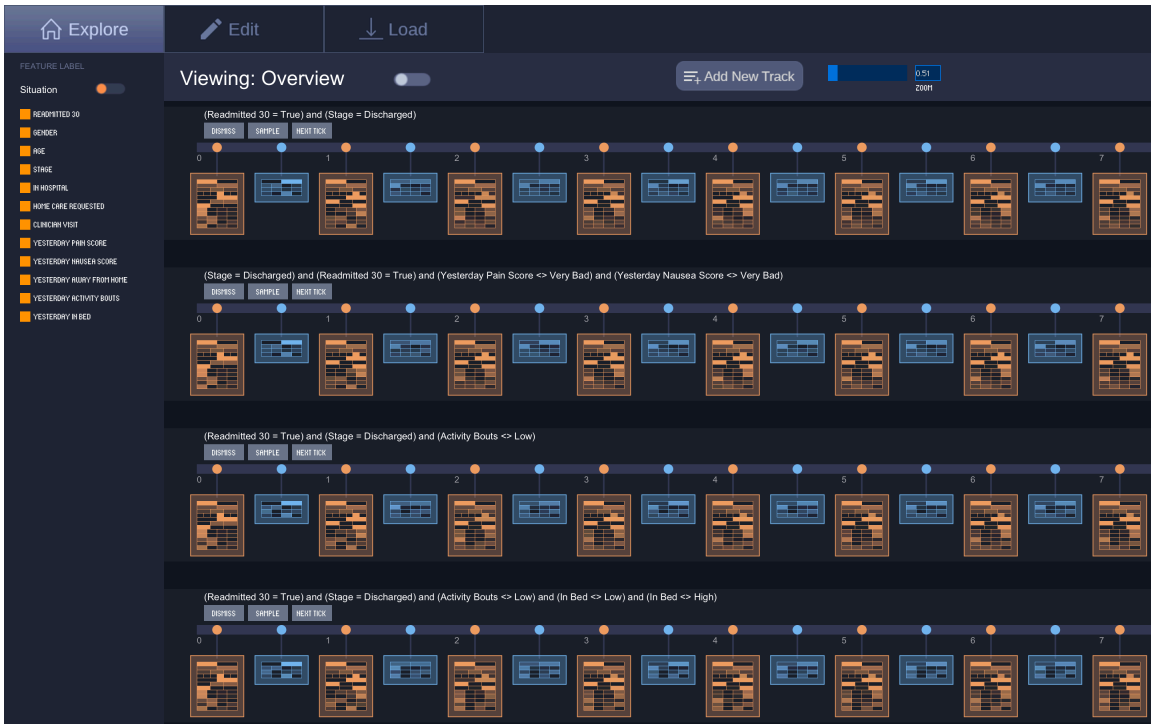 Explore
Edit
Load
FEATURE LABEL
Situation
READMITTED 30
GENDER
AGE
STAGE
IN HOSPITAL
HOME CARE REQUESTED
CLINICIAN VISIT
YESTERDAY PAIN SCORE
YESTERDAY NAUSEA SCORE
YESTERDAY AWAY FROM HOME
YESTERDAY ACTIVITY BOUTS
YESTERDAY IN BED
Viewing: Overview
Add New Track
0.51
ZOOM
(Readmitted 30 = True) and (Stage = Discharged)
DISMISS SAMPLE NEXT TICK
0 1 2 3 4 5 6 7
(Stage = Discharged) and (Readmitted 30 = True) and (Yesterday Pain Score <> Very Bad) and (Yesterday Nausea Score <> Very Bad)
DISMISS SAMPLE NEXT TICK
0 1 2 3 4 5 6 7
(Readmitted 30 = True) and (Stage = Discharged) and (Activity Bouts <> Low)
DISMISS SAMPLE NEXT TICK
0 1 2 3 4 5 6 7
(Readmitted 30 = True) and (Stage = Discharged) and (Activity Bouts <> Low) and (In Bed <> Low) and (In Bed <> High)
DISMISS SAMPLE NEXT TICK
0 1 2 3 4 5 6 7